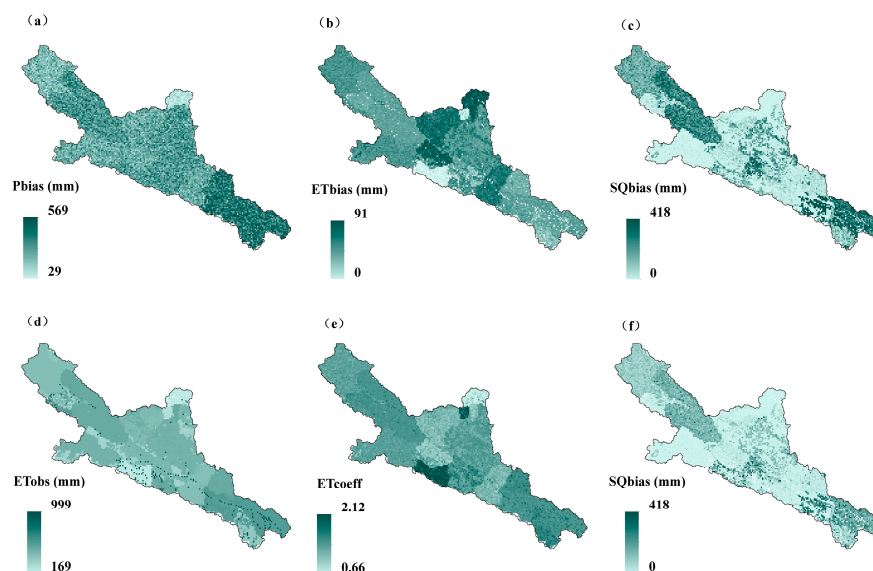 （a）
（b）
（c）
Pbias (mm)
569
29
ETbias (mm)
91
0
SQbias (mm)
418
0
（d）
（e）
（f）
ETobs (mm)
999
169
ETcoeff
2.12
0.66
SQbias (mm)
418
0